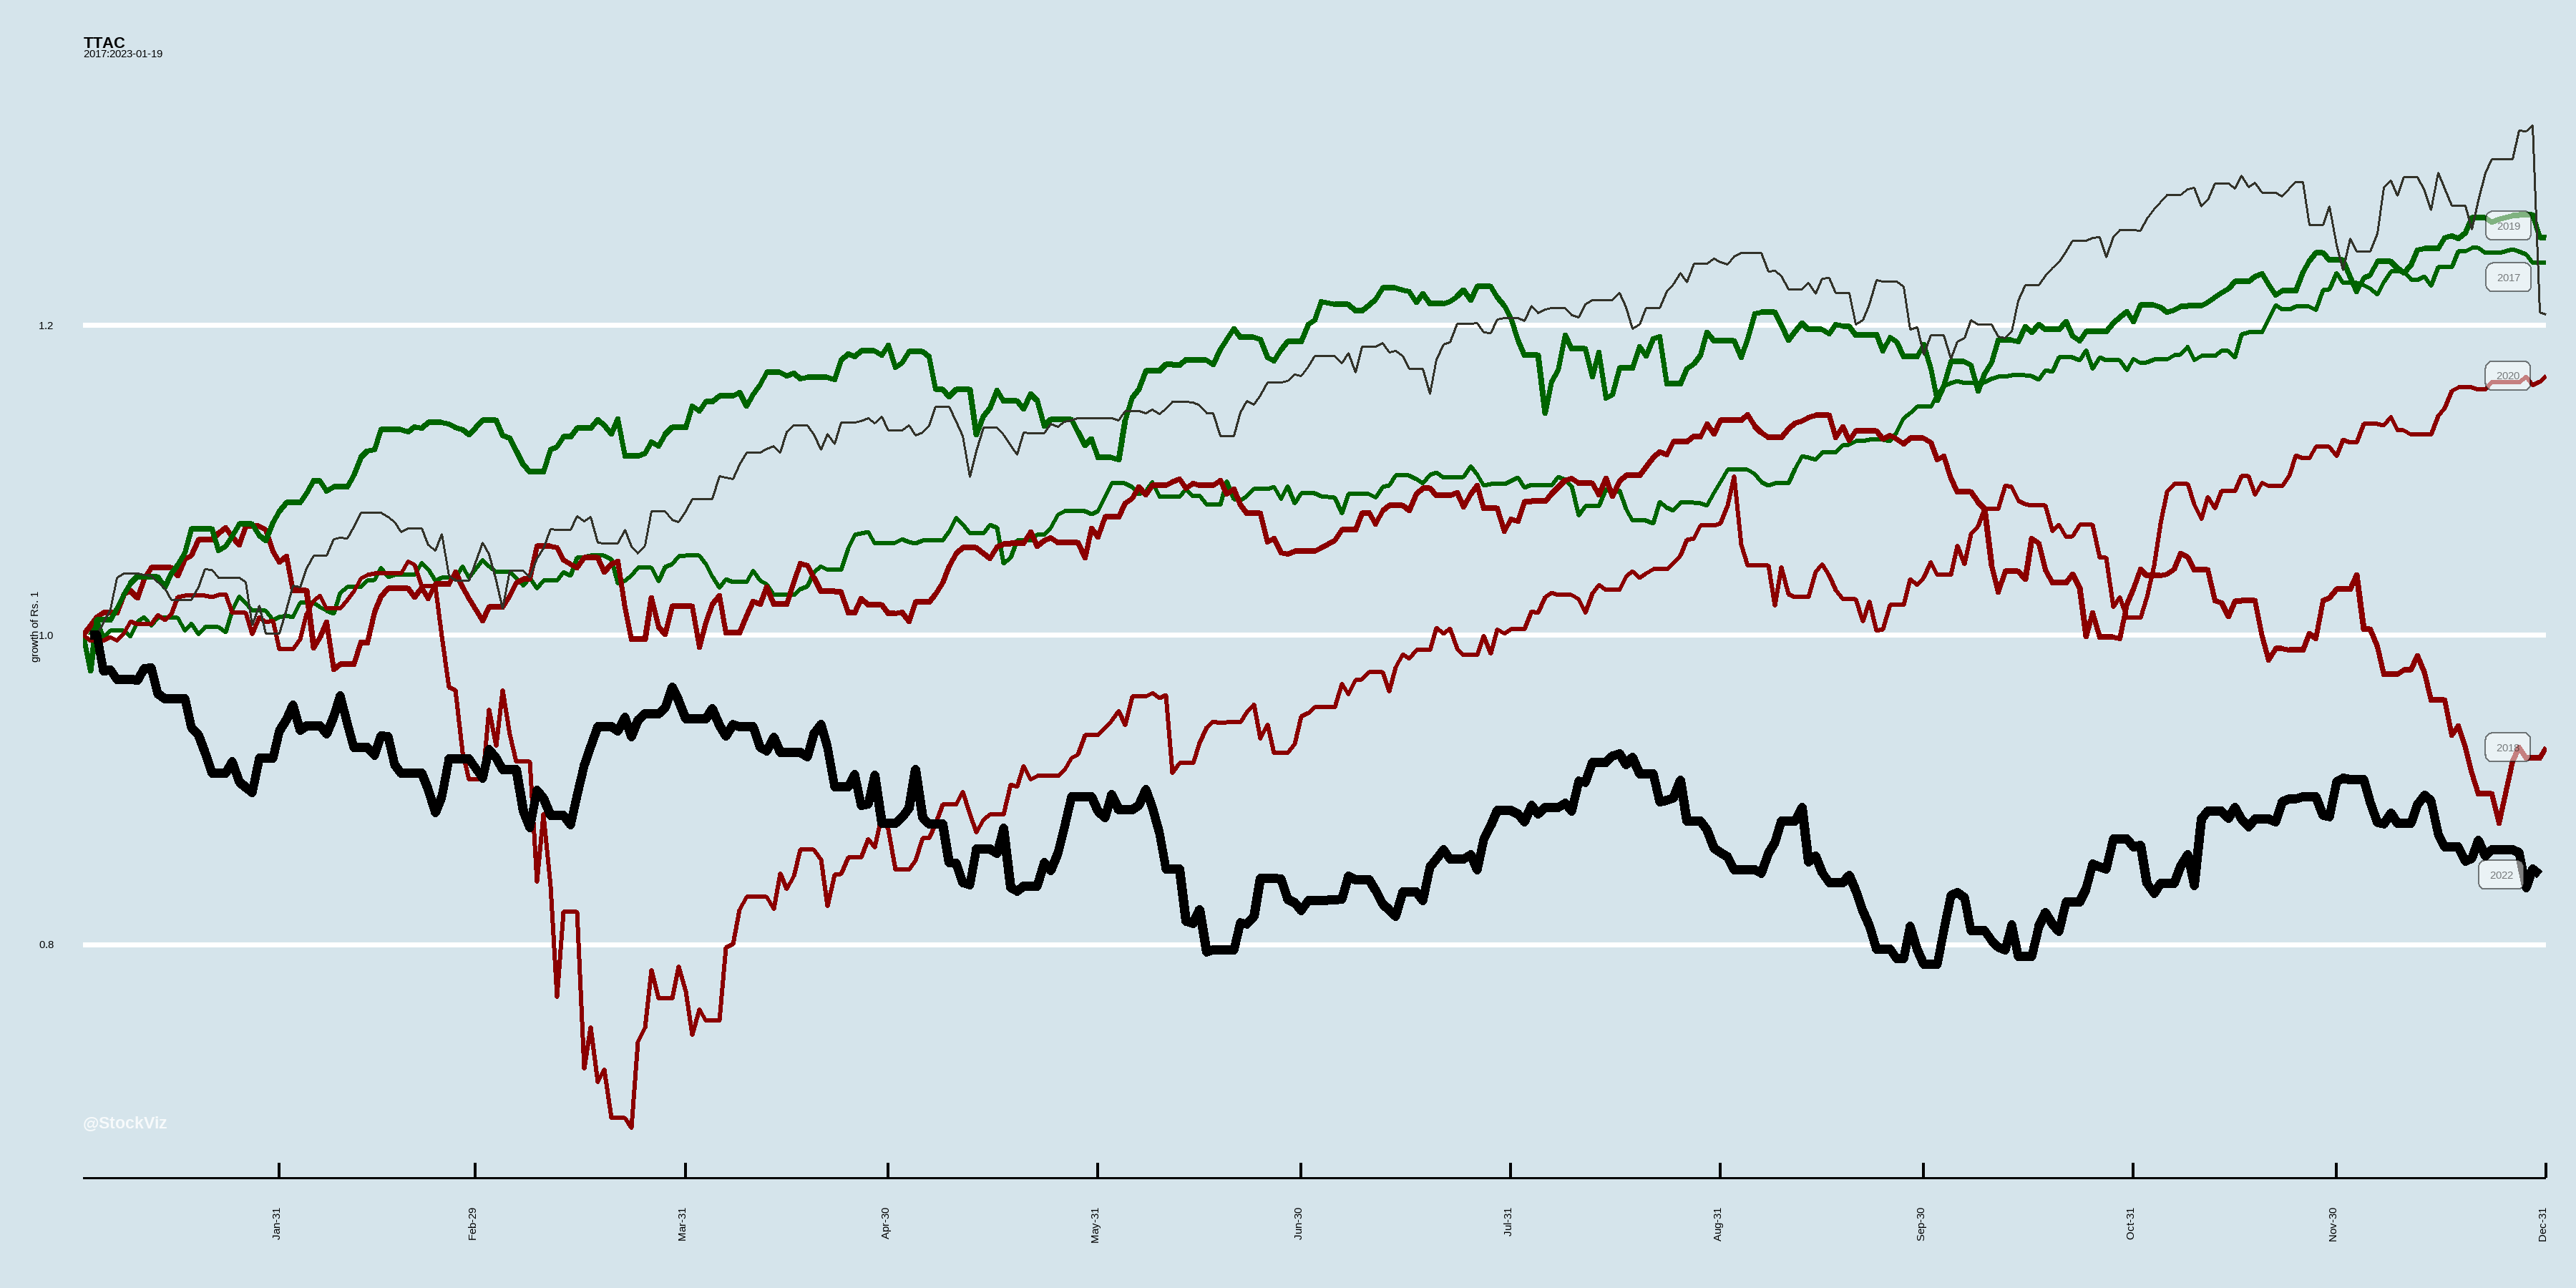 TTAC
2017:2023-01-19
2019
2017
1.2
2020
growth of Rs. 1
1.0
2018
2022
0.8
@StockViz
Jan-31
Feb-29
Mar-31
Apr-30
May-31
Jun-30
Jul-31
Aug-31
Sep-30
Oct-31
Nov-30
Dec-31